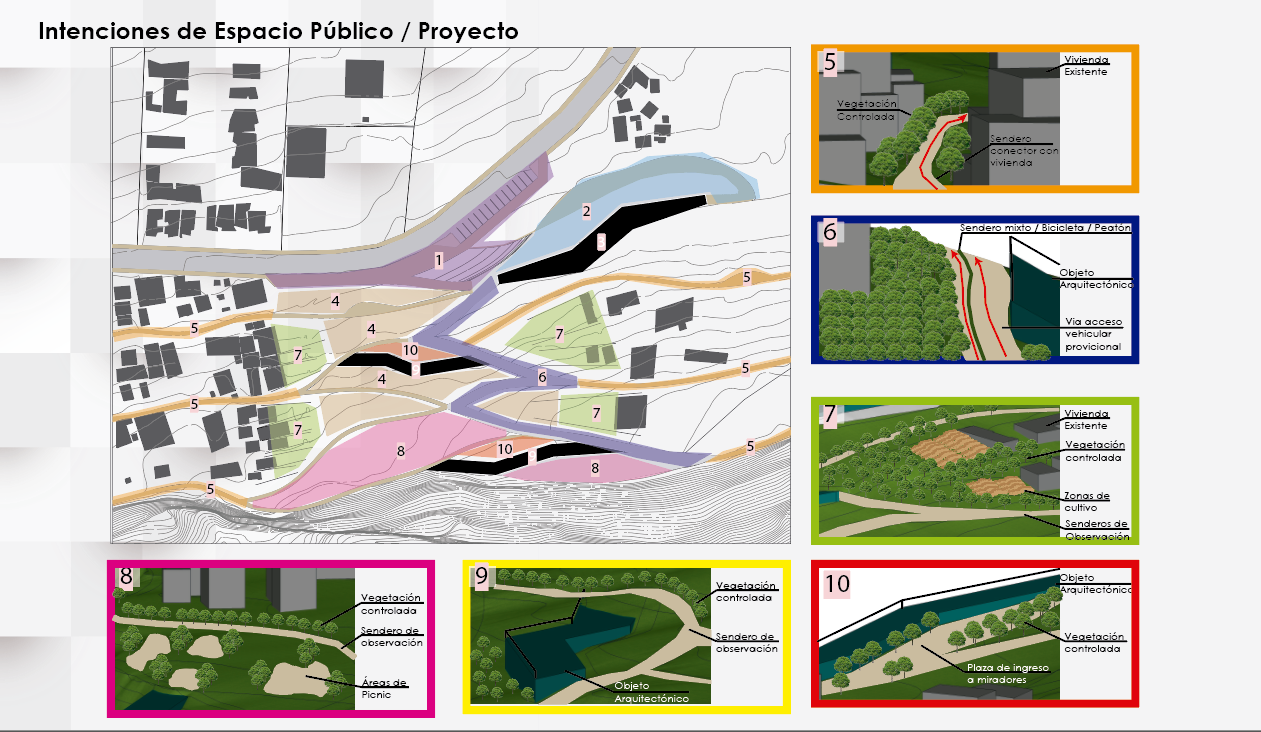 Intenciones de Espacio Público / Proyecto
1
2
3
4
4
4
5
5
5
5
5
5
6
7
7
7
7
8
8
9
10
10
5
Vivienda
Existente
Vegetación
Controlada
Sendero
conector con
vivienda
6
Sendero mixto / Bicicleta / Peatón
Objeto
Arquitectónico
Via acceso
vehicular
provicional
7
Vivienda
Existente
Vegetación
controlada
Zonas de
cultivo
Senderos de
Observación
8
Vegetación
controlada
Sendero de
observación
Áreas de
Picnic
9
Vegetación
controlada
Sendero de
observación
Objeto
Arquitectónico
10
Objeto
Arquitectónico
Vegetación
controlada
Plaza de ingreso
a miradores